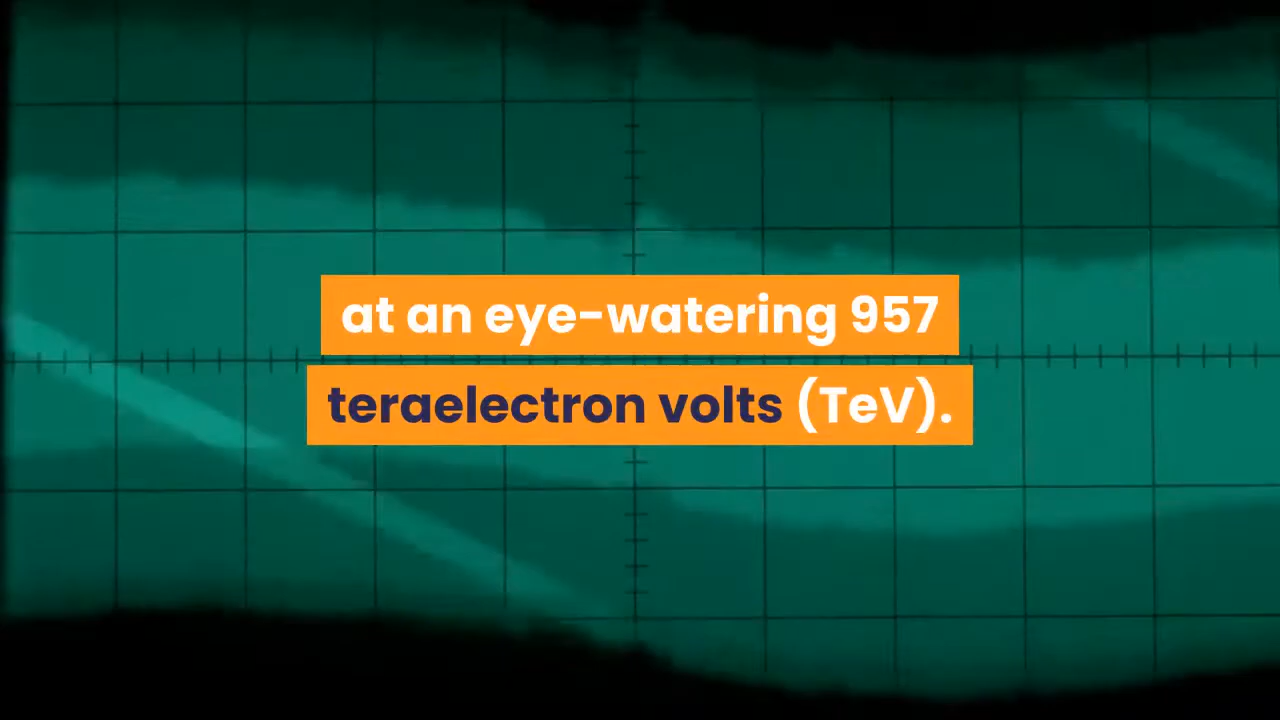 at an eye-watering 957
teraelectron volts (TeV).